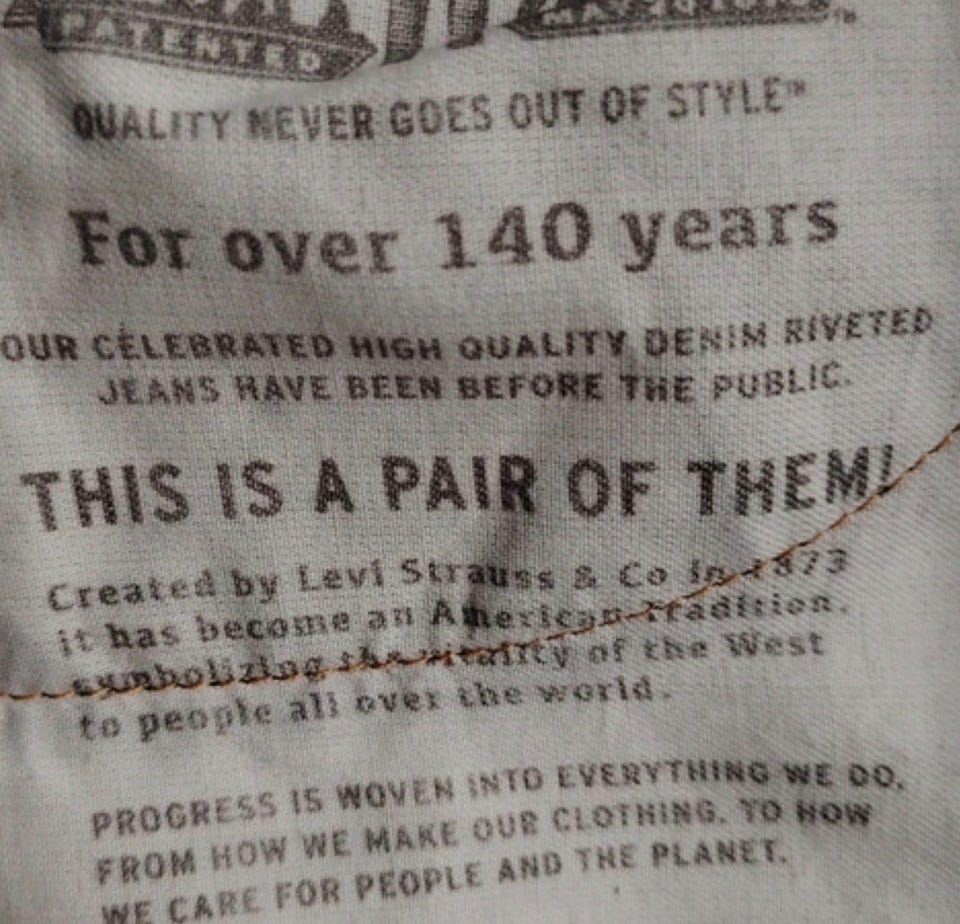 PATENTED
QUALITY NEVER GOES OUT OF STYLE™
For over 140 years
OUR CELEBRATED HIGH QUALITY DENIM RIVETED
JEANS HAVE BEEN BEFORE THE PUBLIC.
THIS IS A PAIR OF THEM!
Created by Levi Strauss & Co in 1873
it has become an American tradition.
symbolizing the vitality of the West
to people all over the world.
PROGRESS IS WOVEN INTO EVERYTHING WE DO,
FROM HOW WE MAKE OUR CLOTHING, TO HOW
WE CARE FOR PEOPLE AND THE PLANET.